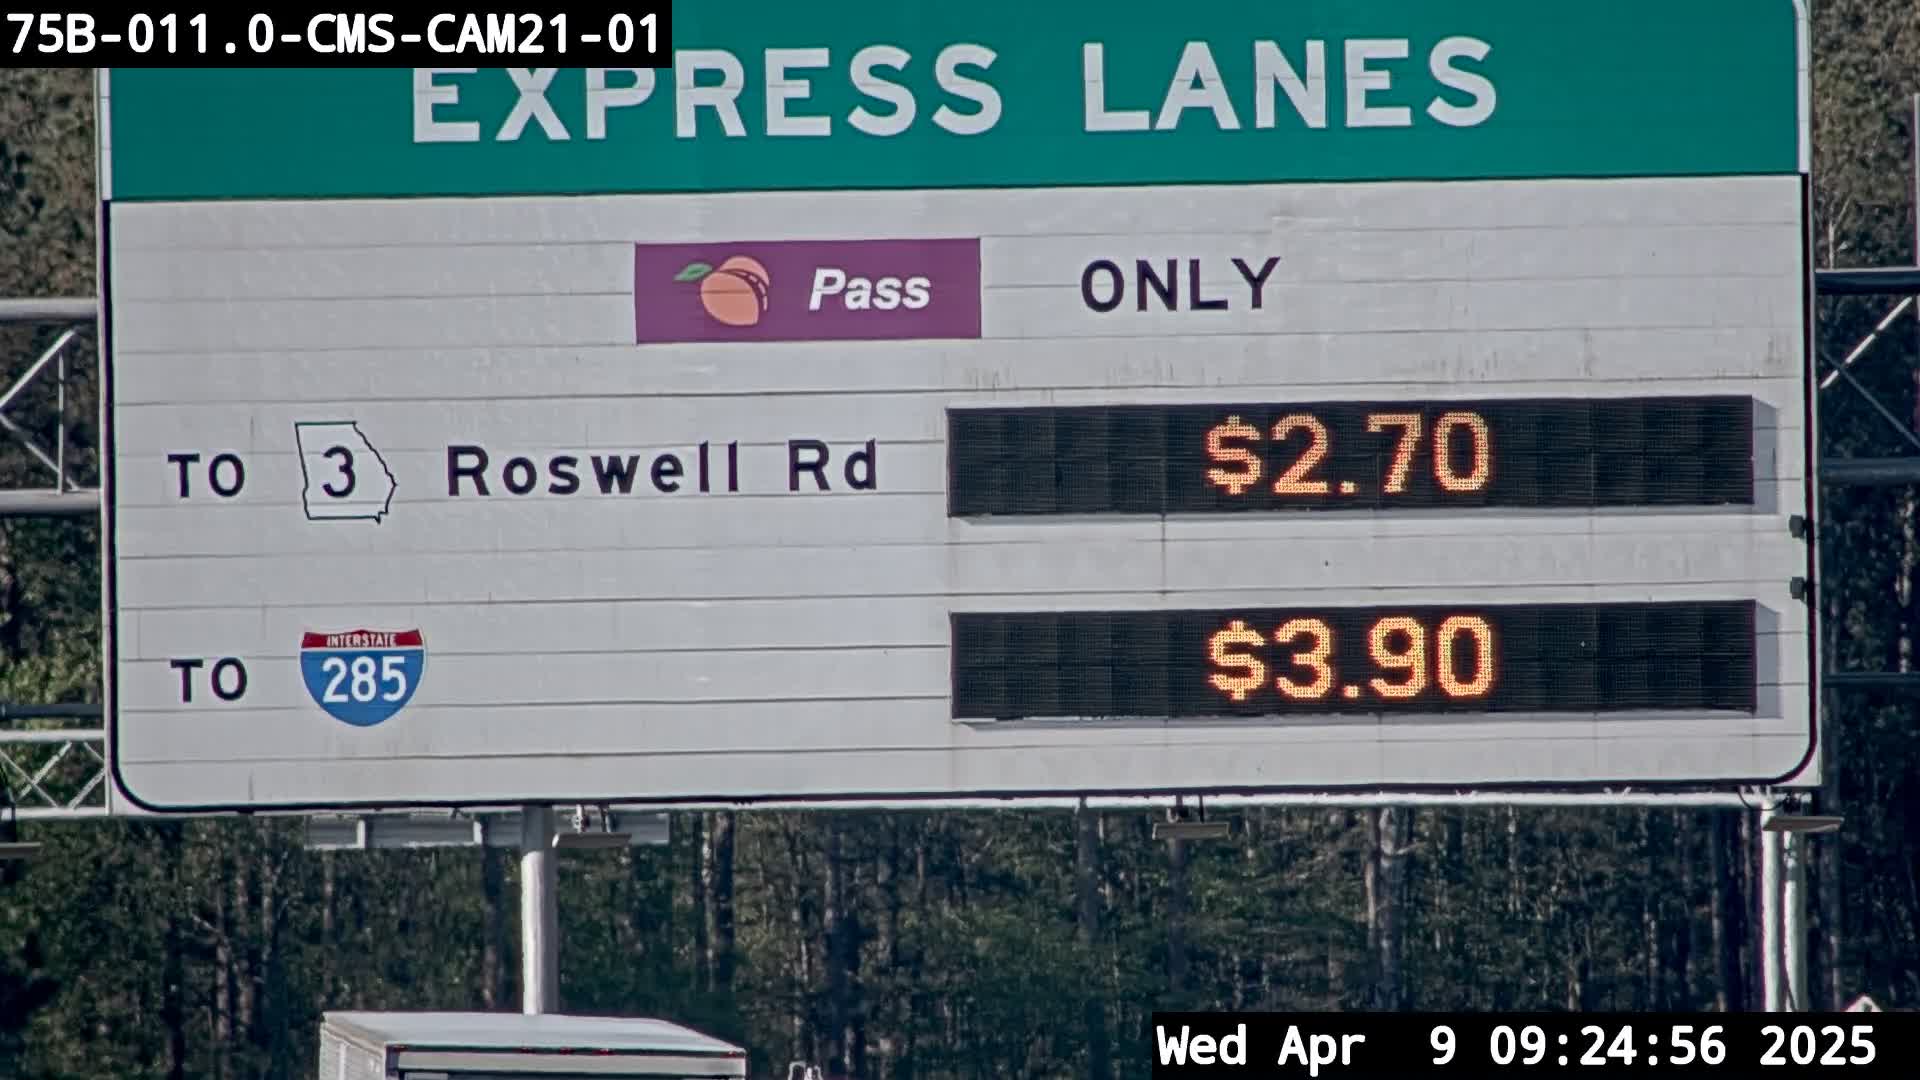 75B-011.0-CMS-CAM21-01
EXPRESS LANES
Pass ONLY
TO 3 Roswell Rd $2.70
TO INTERSTATE 285 $3.90
Wed Apr 9 09:24:56 2025